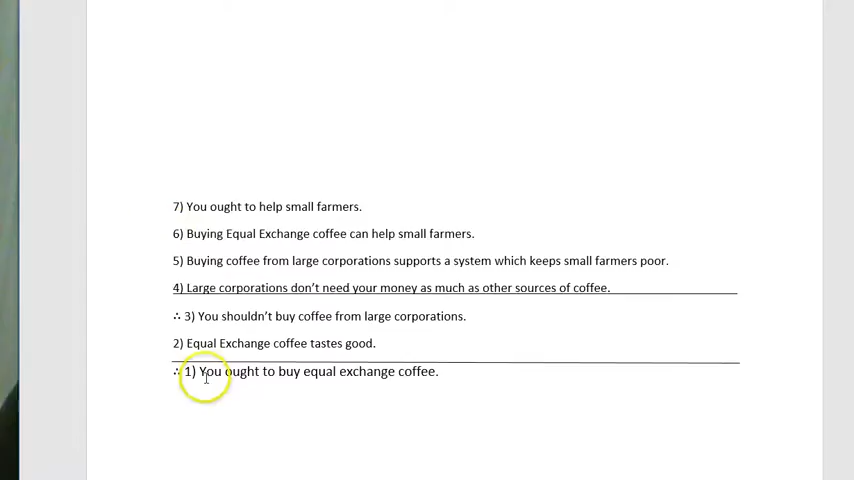 7) You ought to help small farmers.
6) Buying Equal Exchange coffee can help small farmers.
5) Buying coffee from large corporations supports a system which keeps small farmers poor.
4) Large corporations don’t need your money as much as other sources of coffee.
∴ 3) You shouldn’t buy coffee from large corporations.
2) Equal Exchange coffee tastes good.
∴ 1) You ought to buy equal exchange coffee.